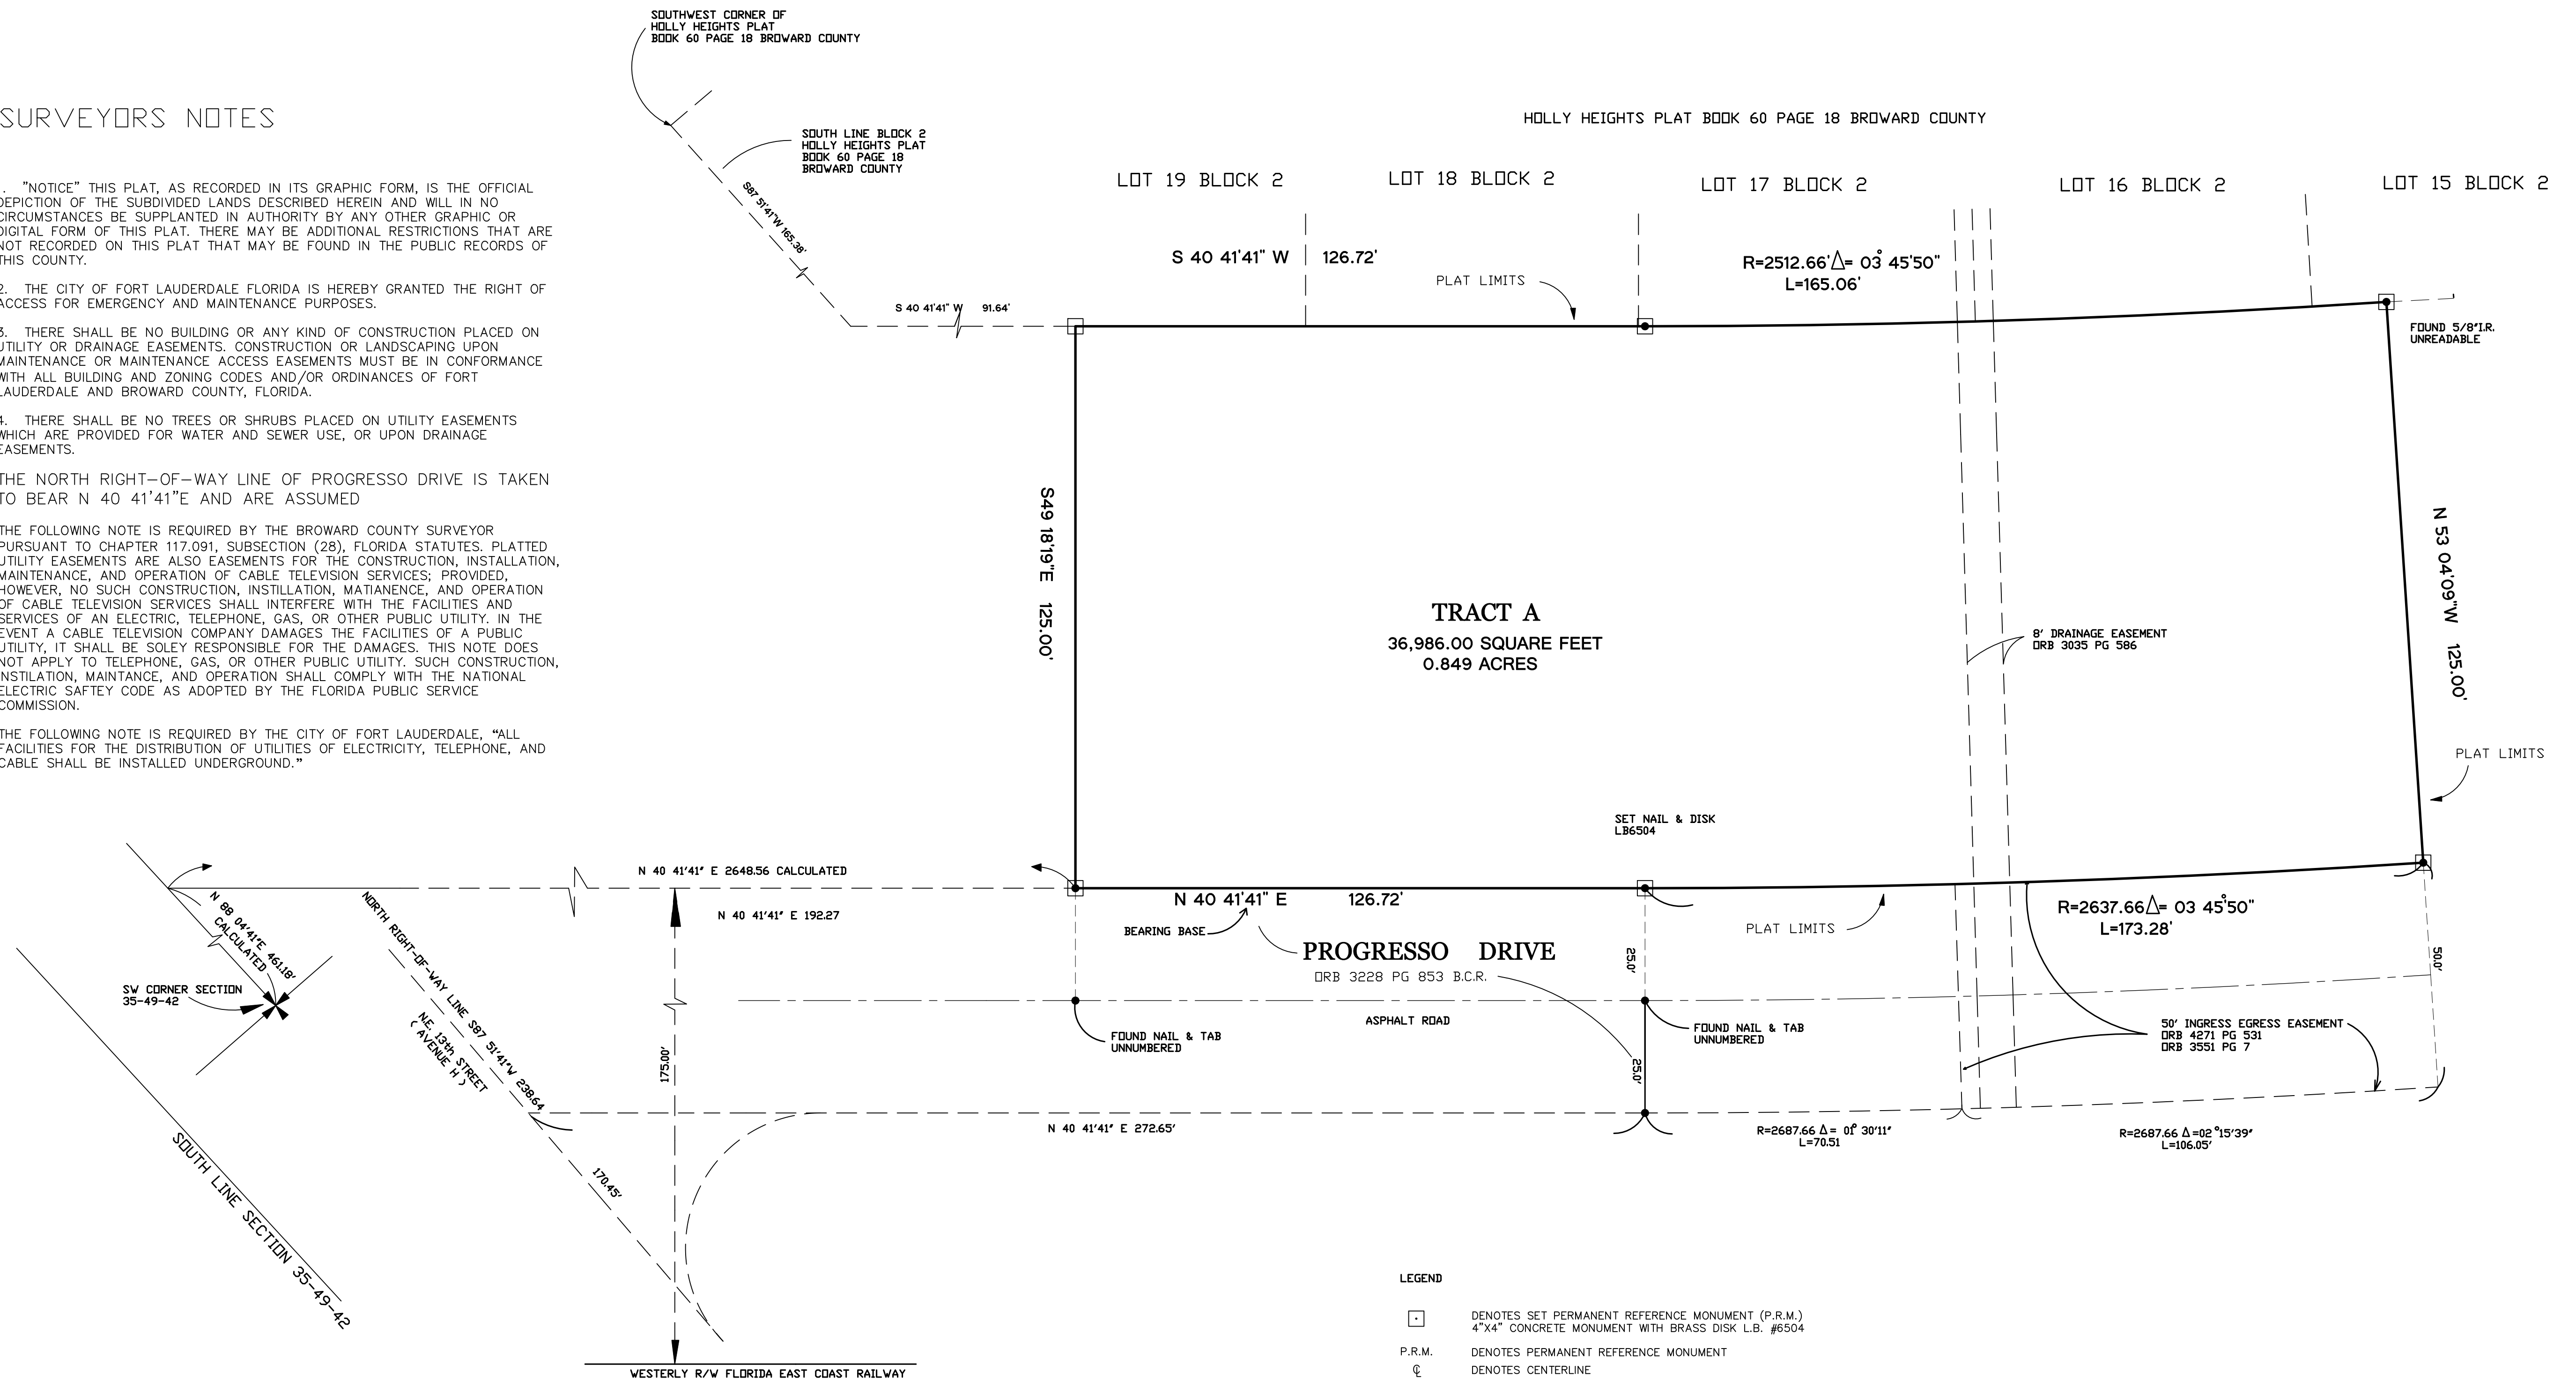 SURVEYORS NOTES
. "NOTICE" THIS PLAT, AS RECORDED IN ITS GRAPHIC FORM, IS THE OFFICIAL
DEPICTION OF THE SUBDIVIDED LANDS DESCRIBED HEREIN AND WILL IN NO
CIRCUMSTANCES BE SUPPLANTED IN AUTHORITY BY ANY OTHER GRAPHIC OR
DIGITAL FORM OF THIS PLAT. THERE MAY BE ADDITIONAL RESTRICTIONS THAT ARE
NOT RECORDED ON THIS PLAT THAT MAY BE FOUND IN THE PUBLIC RECORDS OF
THIS COUNTY.
2. THE CITY OF FORT LAUDERDALE FLORIDA IS HEREBY GRANTED THE RIGHT OF
ACCESS FOR EMERGENCY AND MAINTENANCE PURPOSES.
3. THERE SHALL BE NO BUILDING OR ANY KIND OF CONSTRUCTION PLACED ON
UTILITY OR DRAINAGE EASEMENTS. CONSTRUCTION OR LANDSCAPING UPON
MAINTENANCE OR MAINTENANCE ACCESS EASEMENTS MUST BE IN CONFORMANCE
WITH ALL BUILDING AND ZONING CODES AND/OR ORDINANCES OF FORT
LAUDERDALE AND BROWARD COUNTY, FLORIDA.
4. THERE SHALL BE NO TREES OR SHRUBS PLACED ON UTILITY EASEMENTS
WHICH ARE PROVIDED FOR WATER AND SEWER USE, OR UPON DRAINAGE
EASEMENTS.
THE NORTH RIGHT-OF-WAY LINE OF PROGRESSO DRIVE IS TAKEN
TO BEAR N 40 41'41"E AND ARE ASSUMED
THE FOLLOWING NOTE IS REQUIRED BY THE BROWARD COUNTY SURVEYOR
PURSUANT TO CHAPTER 117.091, SUBSECTION (28), FLORIDA STATUTES. PLATTED
UTILITY EASEMENTS ARE ALSO EASEMENTS FOR THE CONSTRUCTION, INSTALLATION,
MAINTENANCE, AND OPERATION OF CABLE TELEVISION SERVICES; PROVIDED,
HOWEVER, NO SUCH CONSTRUCTION, INSTILLATION, MATIANENCE, AND OPERATION
OF CABLE TELEVISION SERVICES SHALL INTERFERE WITH THE FACILITIES AND
SERVICES OF AN ELECTRIC, TELEPHONE, GAS, OR OTHER PUBLIC UTILITY. IN THE
EVENT A CABLE TELEVISION COMPANY DAMAGES THE FACILITIES OF A PUBLIC
UTILITY, IT SHALL BE SOLEY RESPONSIBLE FOR THE DAMAGES. THIS NOTE DOES
NOT APPLY TO TELEPHONE, GAS, OR OTHER PUBLIC UTILITY. SUCH CONSTRUCTION,
INSTILATION, MAINTANCE, AND OPERATION SHALL COMPLY WITH THE NATIONAL
ELECTRIC SAFTEY CODE AS ADOPTED BY THE FLORIDA PUBLIC SERVICE
COMMISSION.
THE FOLLOWING NOTE IS REQUIRED BY THE CITY OF FORT LAUDERDALE, “ALL
FACILITIES FOR THE DISTRIBUTION OF UTILITIES OF ELECTRICITY, TELEPHONE, AND
CABLE SHALL BE INSTALLED UNDERGROUND.”
SOUTHWEST CORNER OF
HOLLY HEIGHTS PLAT
BOOK 60 PAGE 18 BROWARD COUNTY
SOUTH LINE BLOCK 2
HOLLY HEIGHTS PLAT
BOOK 60 PAGE 18
BROWARD COUNTY
S87 51'41"W 165.38'
S 40 41'41" W 91.64'
HOLLY HEIGHTS PLAT BOOK 60 PAGE 18 BROWARD COUNTY
LOT 19 BLOCK 2
LOT 18 BLOCK 2
LOT 17 BLOCK 2
LOT 16 BLOCK 2
LOT 15 BLOCK 2
S 40 41'41" W 126.72'
PLAT LIMITS
R=2512.66'Δ= 03° 45'50"
L=165.06'
FOUND 5/8"I.R.
UNREADABLE
S49 18'19"E 125.00'
N 53 04'09"W 125.00'
TRACT A
36,986.00 SQUARE FEET
0.849 ACRES
8' DRAINAGE EASEMENT
ORB 3035 PG 586
PLAT LIMITS
SET NAIL & DISK
LB6504
N 40 41'41" E 2648.56 CALCULATED
N 40 41'41" E 192.27
N 40 41'41" E 126.72'
BEARING BASE
PROGRESSO DRIVE
ORB 3228 PG 853 B.C.R.
PLAT LIMITS
R=2637.66Δ= 03 45°50"
L=173.28'
25.0'
50.0'
N 88 04'41"E 461.18'
CALCULATED
SW CORNER SECTION
35-49-42
NORTH RIGHT-OF-WAY LINE S87 51'41"W 238.64
N.E. 13th STREET
( AVENUE H )
175.00'
ASPHALT ROAD
FOUND NAIL & TAB
UNNUMBERED
FOUND NAIL & TAB
UNNUMBERED
25.0'
50' INGRESS EGRESS EASEMENT
ORB 4271 PG 531
ORB 3551 PG 7
N 40 41'41" E 272.65'
R=2687.66 Δ = 01° 30'11"
L=70.51
R=2687.66 Δ =02 °15'39"
L=106.05'
170.45'
SOUTH LINE SECTION 35-49-42
WESTERLY R/W FLORIDA EAST COAST RAILWAY
LEGEND
DENOTES SET PERMANENT REFERENCE MONUMENT (P.R.M.)
4"X4" CONCRETE MONUMENT WITH BRASS DISK L.B. #6504
P.R.M. DENOTES PERMANENT REFERENCE MONUMENT
℄ DENOTES CENTERLINE